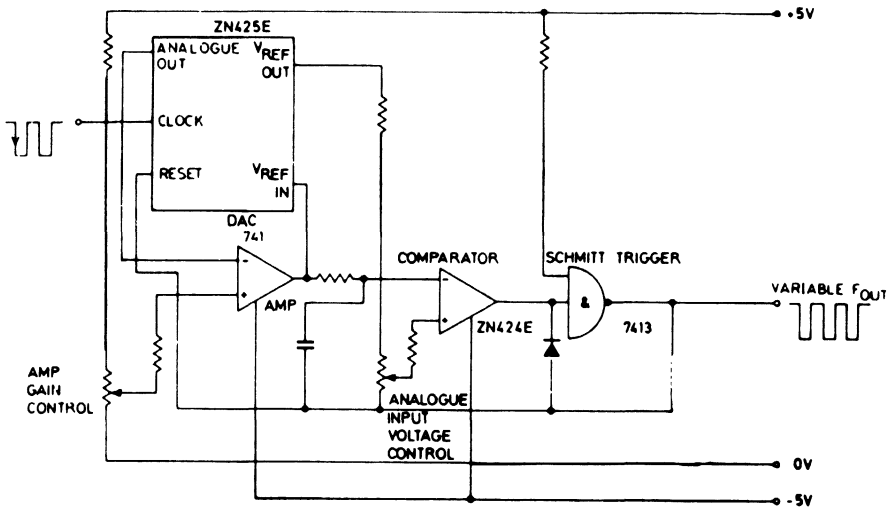 +5V
ZN425E
ANALOGUE
OUT
VREF
OUT
CLOCK
RESET
VREF
IN
DAC
741
-
+
AMP
COMPARATOR
-
+
ZN424E
SCHMITT TRIGGER
&
7413
VARIABLE FOUT
AMP
GAIN
CONTROL
ANALOGUE
INPUT
VOLTAGE
CONTROL
0V
-5V